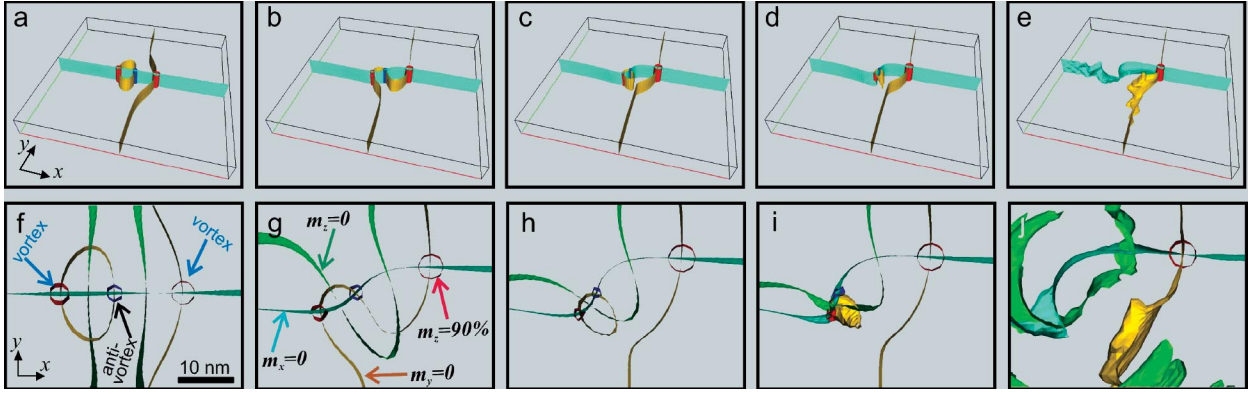 a
b
c
d
e
y
x
f
g
h
i
j
vortex
vortex
anti-
vortex
y
x
10 nm
m_z=0
m_x=0
m_z=90%
m_y=0